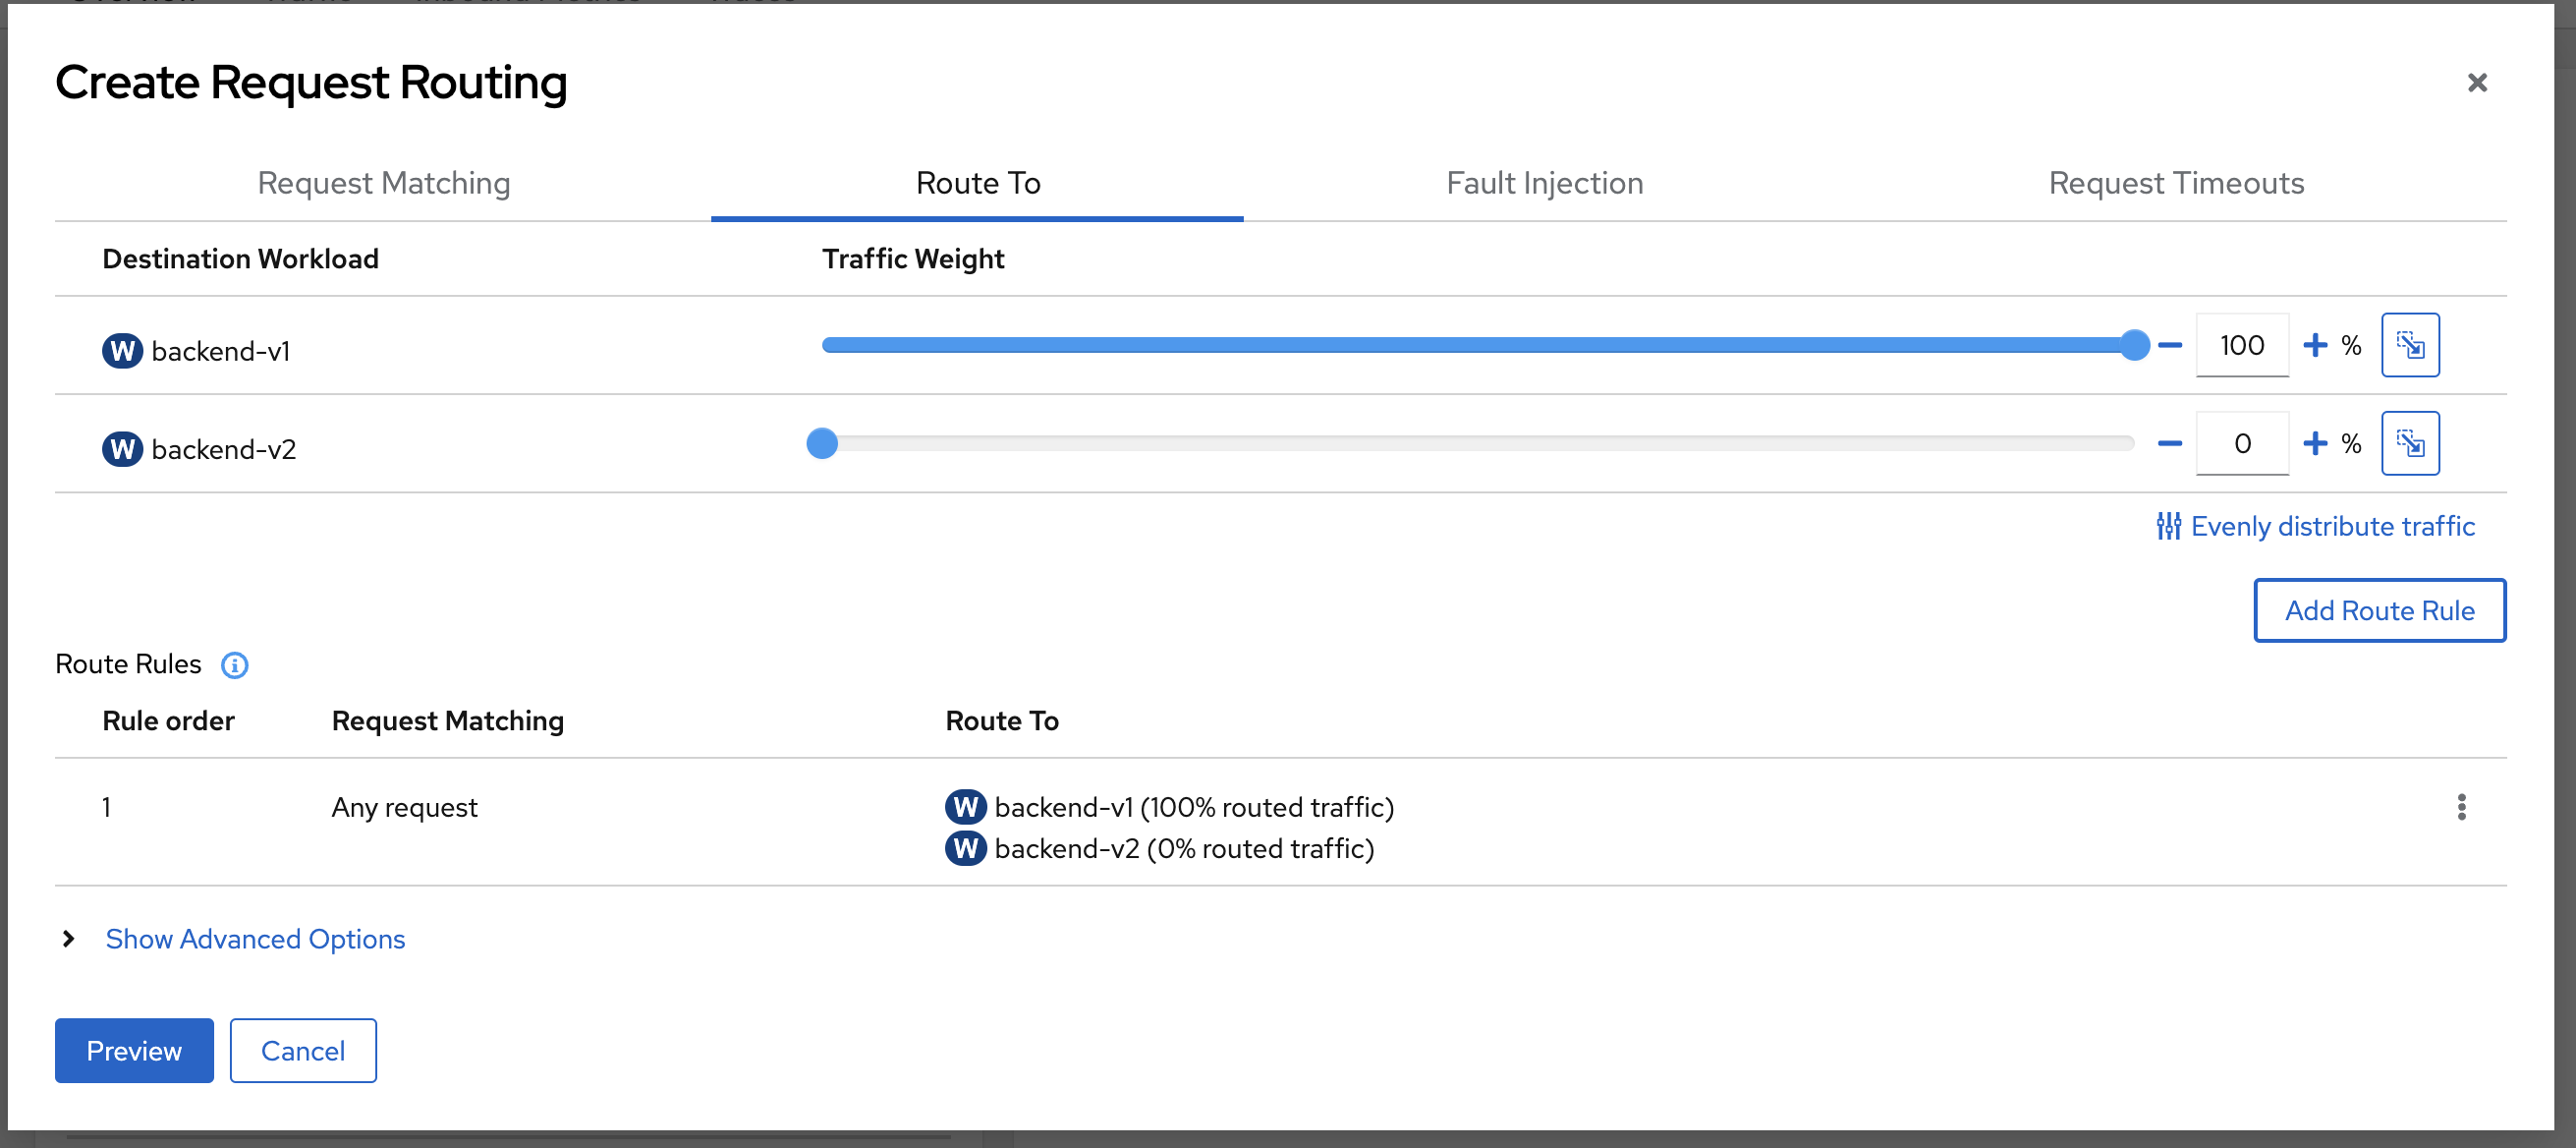 Create Request Routing
Request Matching Route To Fault Injection Request Timeouts
Destination Workload Traffic Weight
W backend-v1 100 %
W backend-v2 0 %
Evenly distribute traffic
Add Route Rule
Route Rules
Rule order Request Matching Route To
1 Any request W backend-v1 (100% routed traffic)
W backend-v2 (0% routed traffic)
Show Advanced Options
Preview Cancel